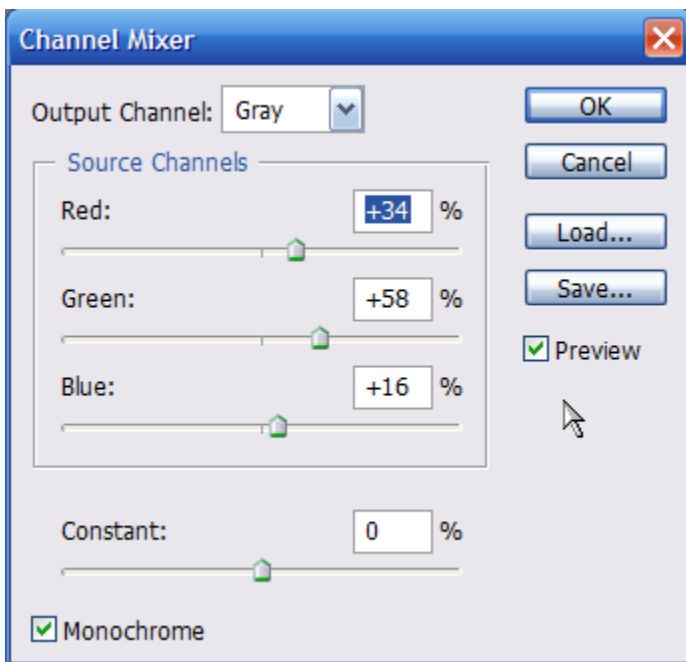 Channel Mixer
Output Channel: Gray
OK
Source Channels
Cancel
Red: +34 %
Load...
Green: +58 %
Save...
Preview
Blue: +16 %
Constant: 0 %
Monochrome